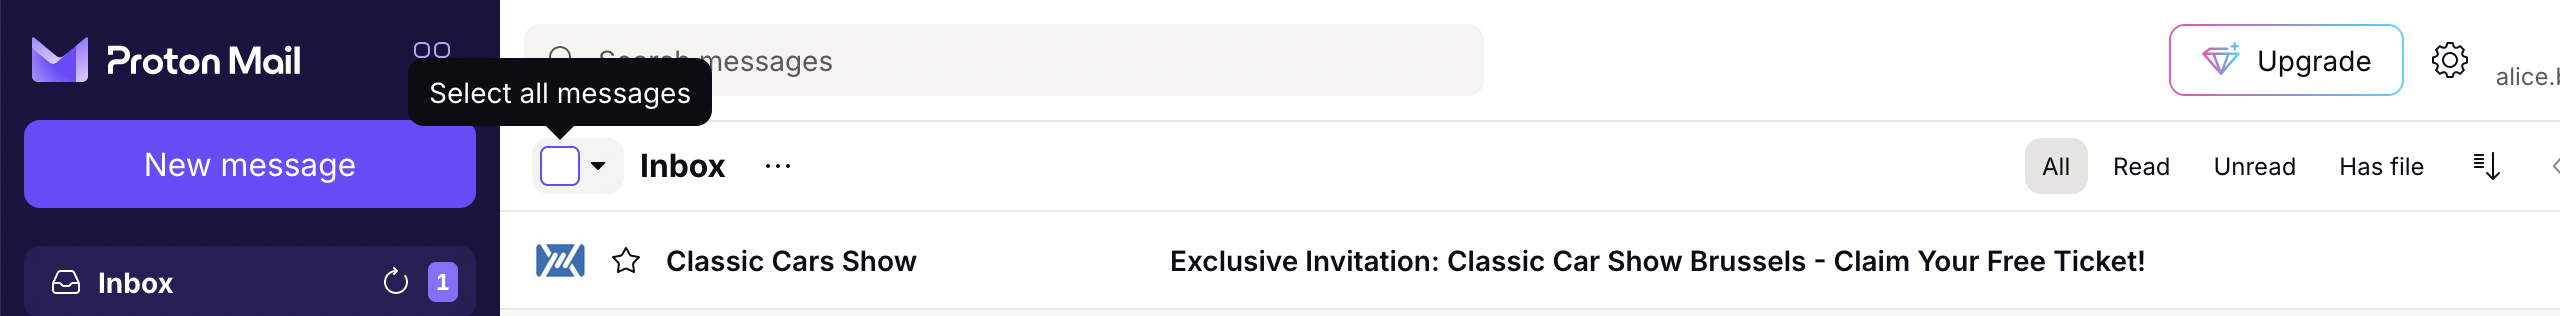 Proton Mail
Search messages
Upgrade
alice.b
Select all messages
New message
Inbox
All
Read
Unread
Has file
Inbox
1
Classic Cars Show
Exclusive Invitation: Classic Car Show Brussels - Claim Your Free Ticket!